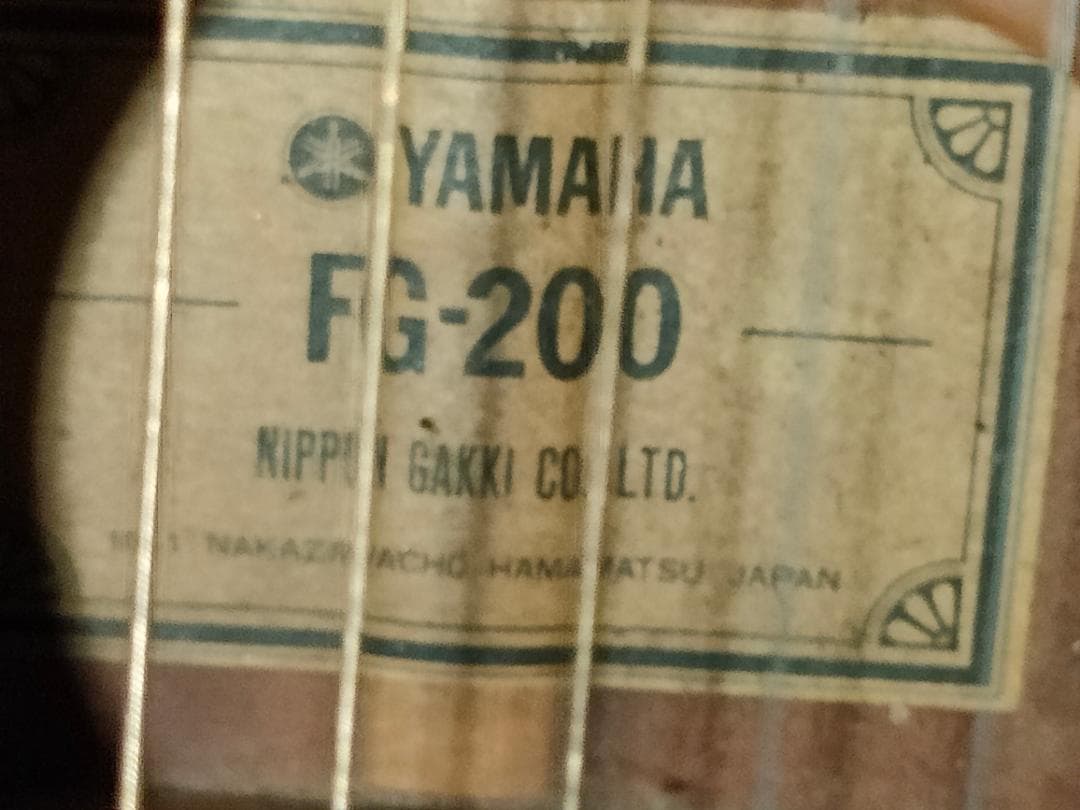 YAMAHA
FG-200
NIPPON GAKKI CO. LTD.
NAKAZAWACHO HAMAMATSU JAPAN